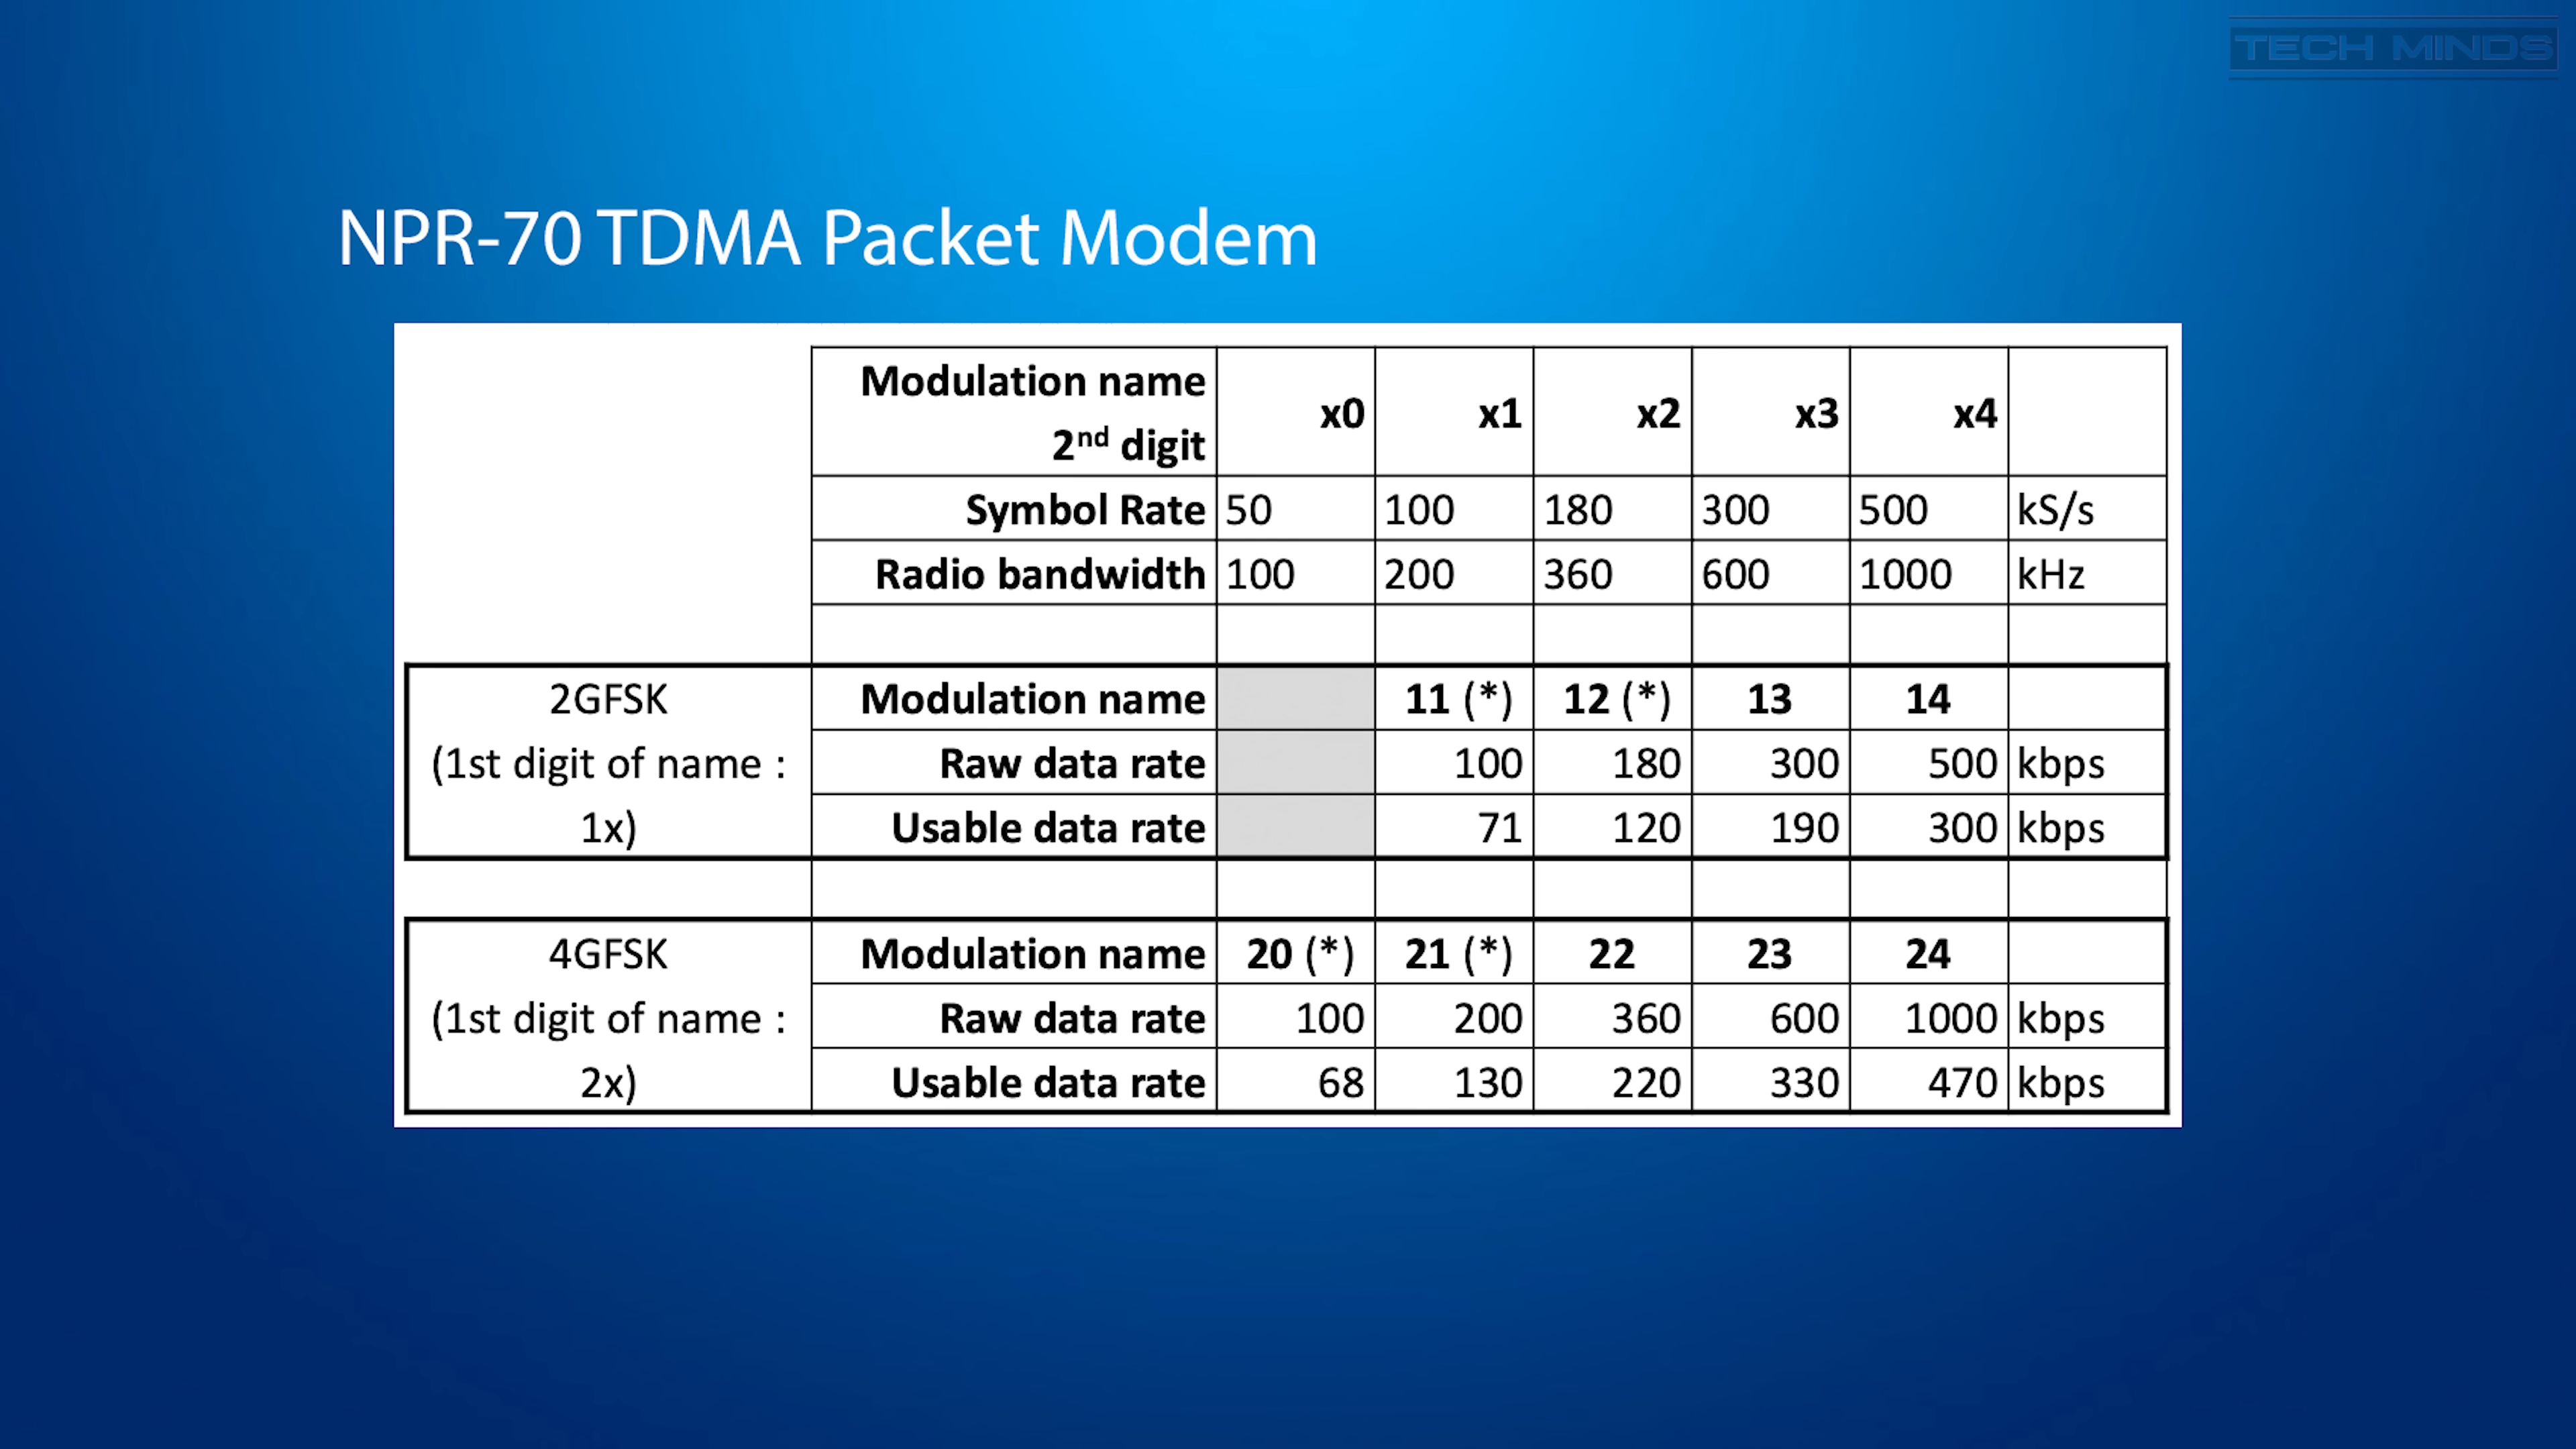 TECH MINDS
NPR-70 TDMA Packet Modem
Modulation name
2nd digit x0 x1 x2 x3 x4
Symbol Rate 50 100 180 300 500 kS/s
Radio bandwidth 100 200 360 600 1000 kHz
2GFSK Modulation name 11 (*) 12 (*) 13 14
(1st digit of name : Raw data rate 100 180 300 500 kbps
1x) Usable data rate 71 120 190 300 kbps
4GFSK Modulation name 20 (*) 21 (*) 22 23 24
(1st digit of name : Raw data rate 100 200 360 600 1000 kbps
2x) Usable data rate 68 130 220 330 470 kbps